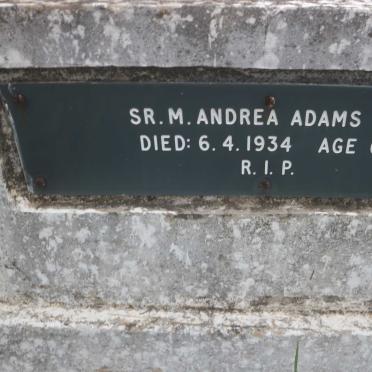 SR. M. ANDREA ADAMS
DIED: 6. 4. 1934 AGE
R. I. P.